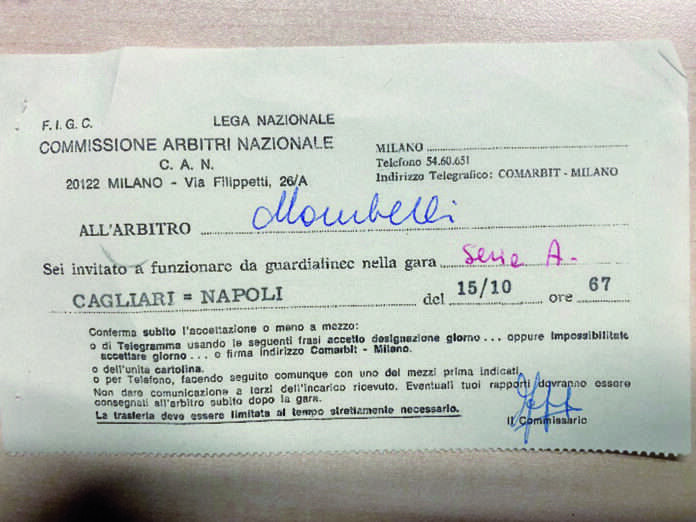 F.I.G.C. LEGA NAZIONALE
COMMISSIONE ARBITRI NAZIONALE
C. A. N.
20122 MILANO - Via Filippetti, 26/A
MILANO
Telefono 54.60.651
Indirizzo Telegrafico: COMARBIT - MILANO
ALL'ARBITRO Mombelli
Sei invitato a funzionare da guardialinee nella gara Serie A.
CAGLIARI = NAPOLI del 15/10 ore 67
Conferma subito l'accettazione o meno a mezzo:
o di Telegramma usando le seguenti frasi accetto designazione giorno... oppure impossibilitato
accettare giorno... o firma indirizzo Comarbit - Milano.
o dell'unita cartolina.
o per Telefono, facendo seguito comunque con uno dei mezzi prima indicati.
Non dare comunicazione a terzi dell'incarico ricevuto. Eventuali tuoi rapporti dovranno essere
consegnati all'arbitro subito dopo la gara.
La trasferta deve essere limitata al tempo strettamente necessario.
Il Commissario